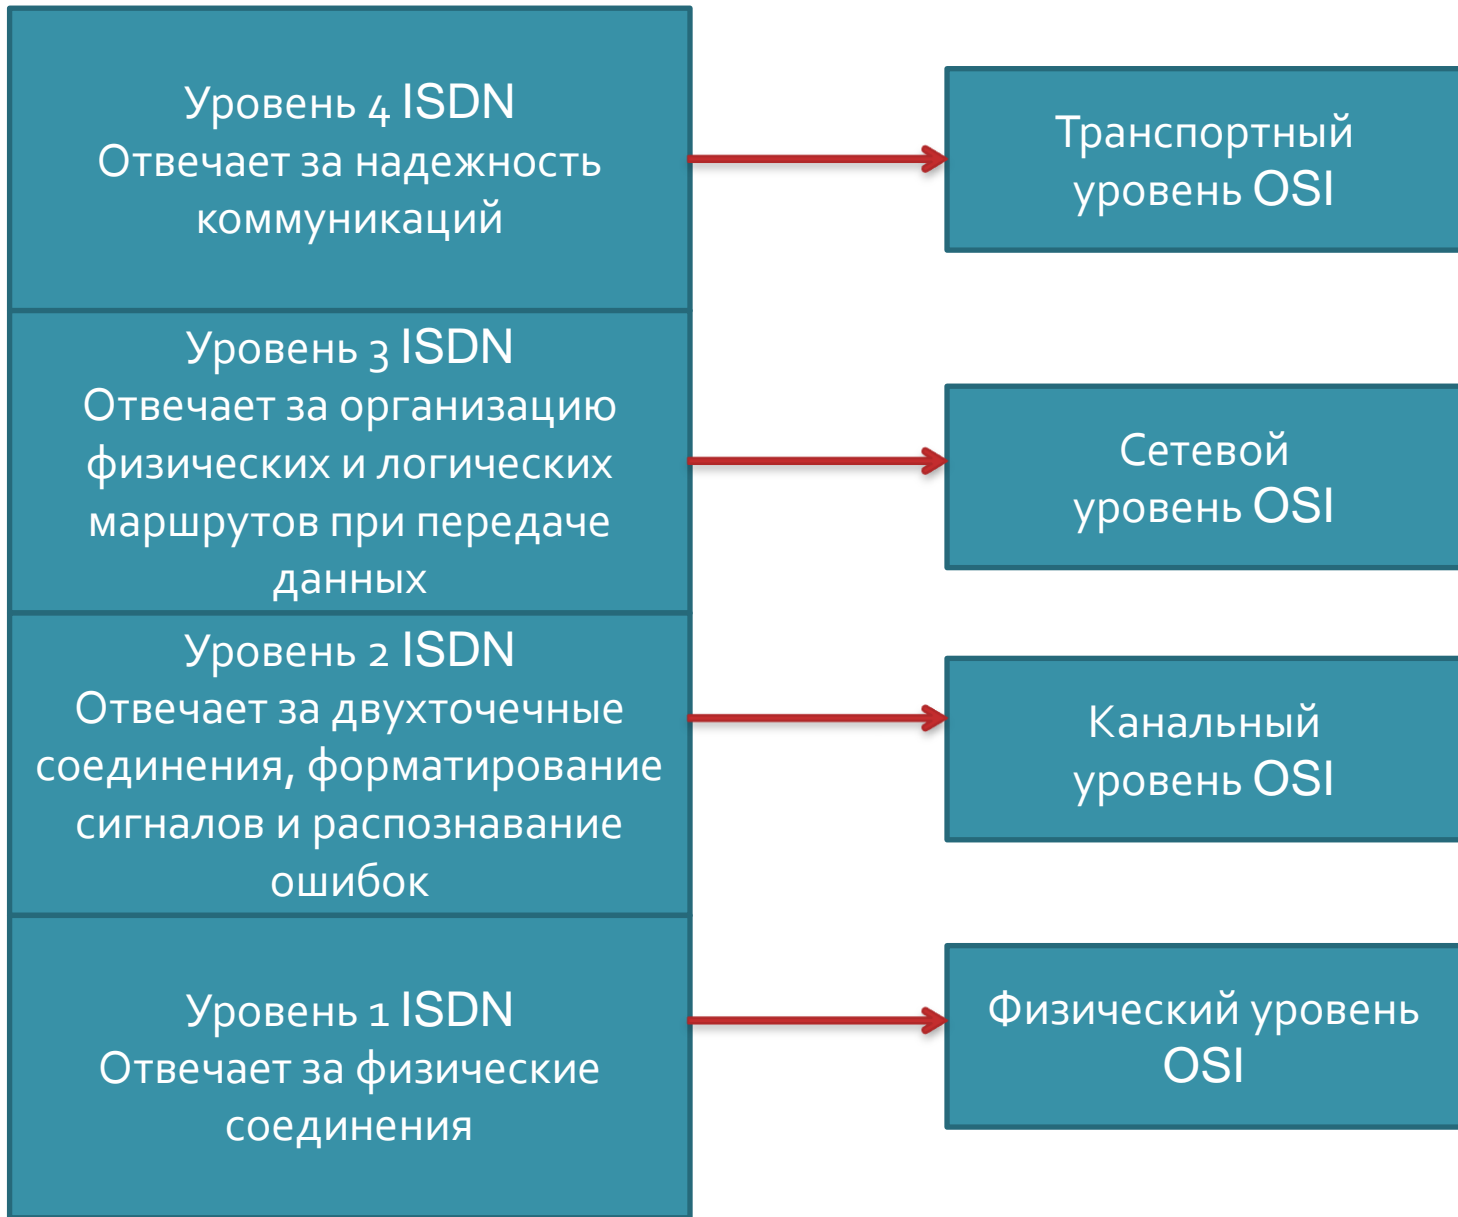 Уровень 4 ISDN
Отвечает за надежность
коммуникаций
Транспортный
уровень OSI
Уровень 3 ISDN
Отвечает за организацию
физических и логических
маршрутов при передаче
данных
Сетевой
уровень OSI
Уровень 2 ISDN
Отвечает за двухточечные
соединения, форматирование
сигналов и распознавание
ошибок
Канальный
уровень OSI
Уровень 1 ISDN
Отвечает за физические
соединения
Физический уровень
OSI